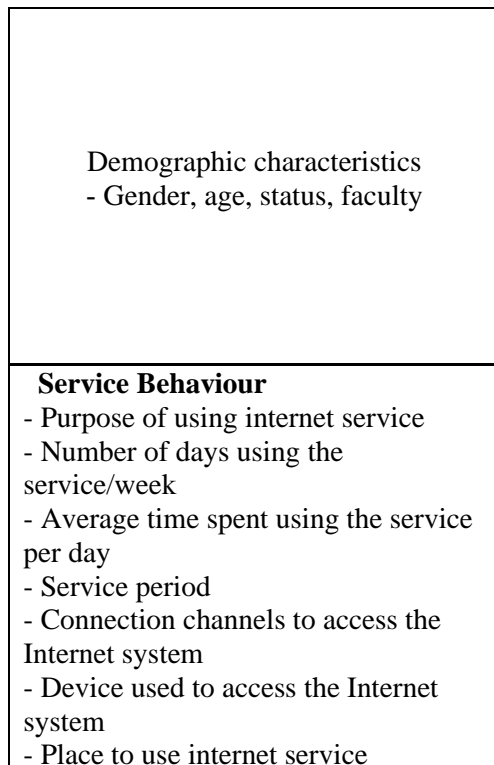 Demographic characteristics
- Gender, age, status, faculty
Service Behaviour
- Purpose of using internet service
- Number of days using the
service/week
- Average time spent using the service
per day
- Service period
- Connection channels to access the
Internet system
- Device used to access the Internet
system
- Place to use internet service